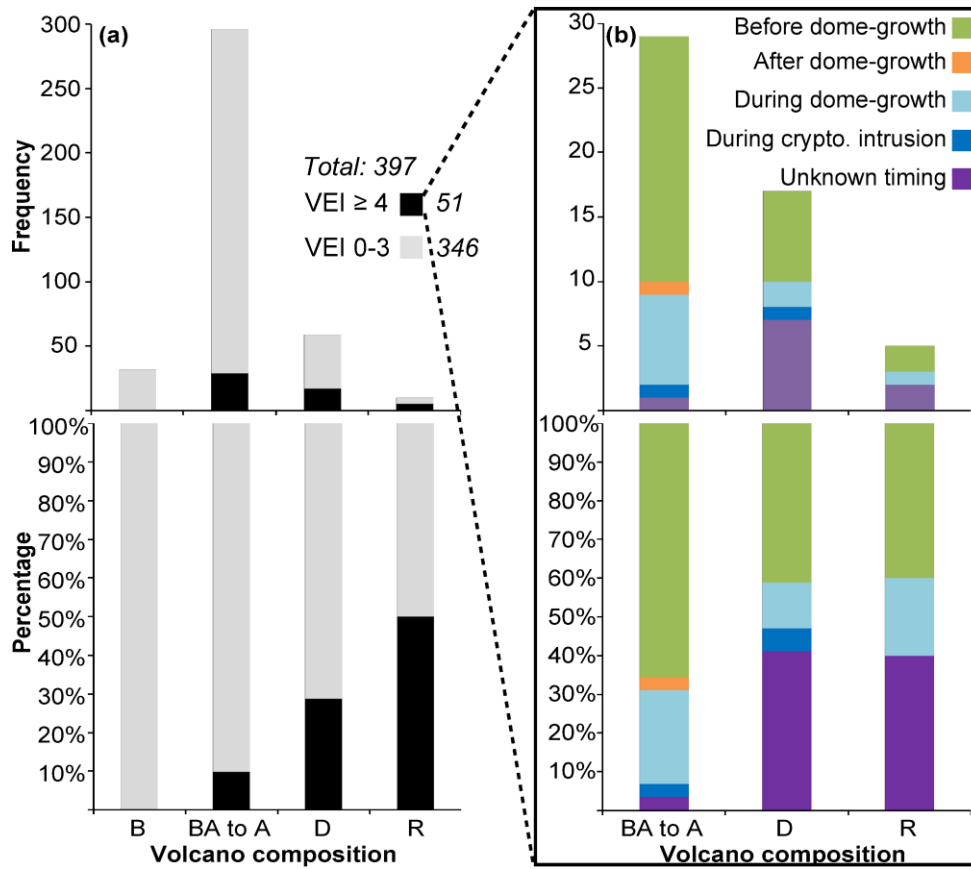 (a)
Frequency
300
250
200
150
100
50
Total: 397
VEI ≥ 4 51
VEI 0-3 346
Percentage
100%
90%
80%
70%
60%
50%
40%
30%
20%
10%
B BA to A D R
Volcano composition
(b)
30
25
20
15
10
5
Before dome-growth
After dome-growth
During dome-growth
During crypto. intrusion
Unknown timing
100%
90%
80%
70%
60%
50%
40%
30%
20%
10%
BA to A D R
Volcano composition